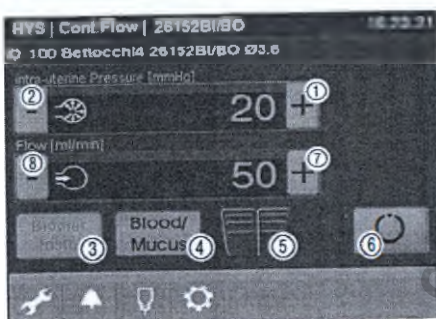 HYS | Cont.Flow | 26152BI/BO
100 Bettocchi4 26152BI/BO Ø3.6
Intra-uterine Pressure [mmHg]
② - 20 + ①
Flow [ml/min]
⑧ - 50 + ⑦
③ Blood/
Mucus ④ ⑤ ⑥